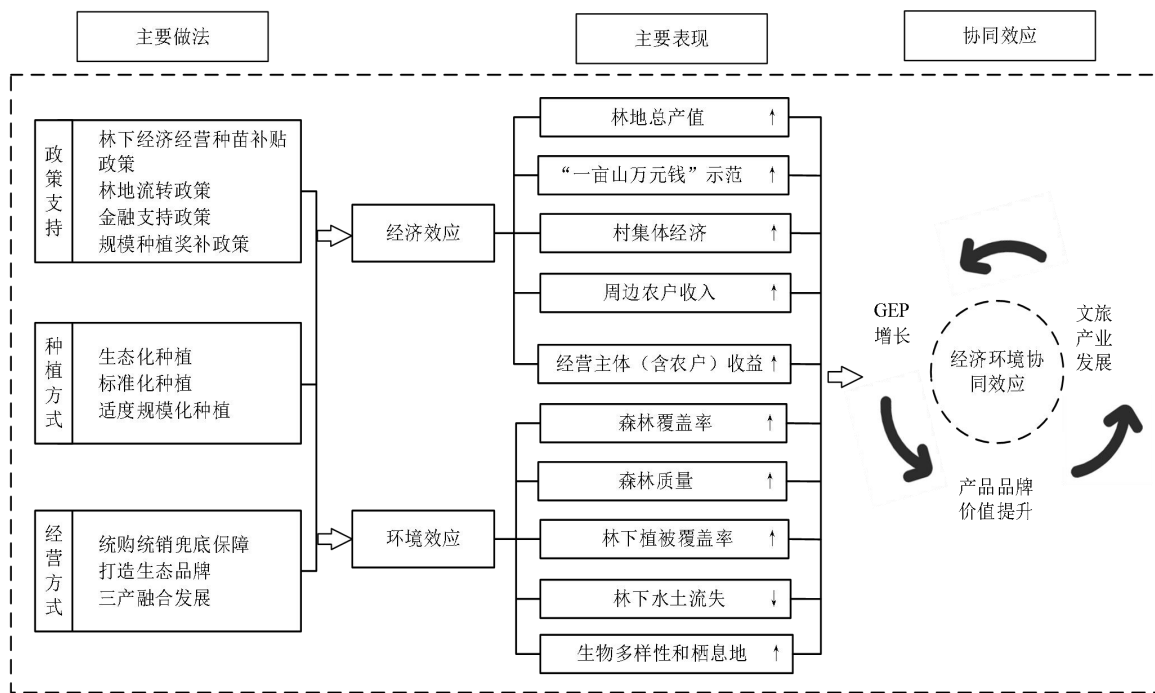 主要做法
主要表现
协同效应
政策支持
林下经济经营种苗补贴
政策
林地流转政策
金融支持政策
规模种植奖补政策
种植方式
生态化种植
标准化种植
适度规模化种植
经营方式
统购统销兜底保障
打造生态品牌
三产融合发展
经济效应
环境效应
林地总产值 ↑
“一亩山万元钱”示范 ↑
村集体经济 ↑
周边农户收入 ↑
经营主体（含农户）收益 ↑
森林覆盖率 ↑
森林质量 ↑
林下植被覆盖率 ↑
林下水土流失 ↓
生物多样性和栖息地 ↑
GEP
增长
经济环境协
同效应
文旅
产业
发展
产品品牌
价值提升